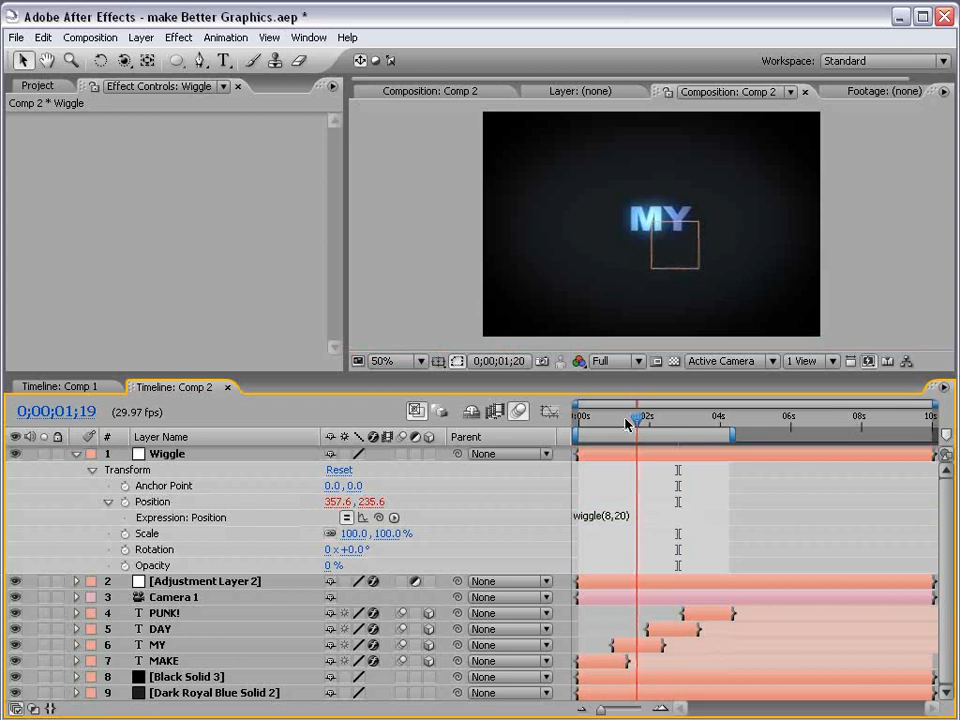 Adobe After Effects - make Better Graphics.aep *
File Edit Composition Layer Effect Animation View Window Help
Workspace: Standard
Project Effect Controls: Wiggle
Composition: Comp 2 Layer: (none) Composition: Comp 2 Footage: (none)
Comp 2 * Wiggle
MY
50% 0;00;01;20 Full Active Camera 1 View
Timeline: Comp 1 Timeline: Comp 2
0;00;01;19 (29.97 fps)
:00s 02s 04s 06s 08s 10s
# Layer Name Parent
1 Wiggle None
Transform Reset
Anchor Point 0.0, 0.0
Position 357.6, 235.6
Expression: Position wiggle(8,20)
Scale 100.0, 100.0%
Rotation 0 x +0.0°
Opacity 0 %
2 [Adjustment Layer 2] None
3 Camera 1 None
4 T PUNK! None
5 T DAY None
6 T MY None
7 T MAKE None
8 [Black Solid 3] None
9 [Dark Royal Blue Solid 2] None